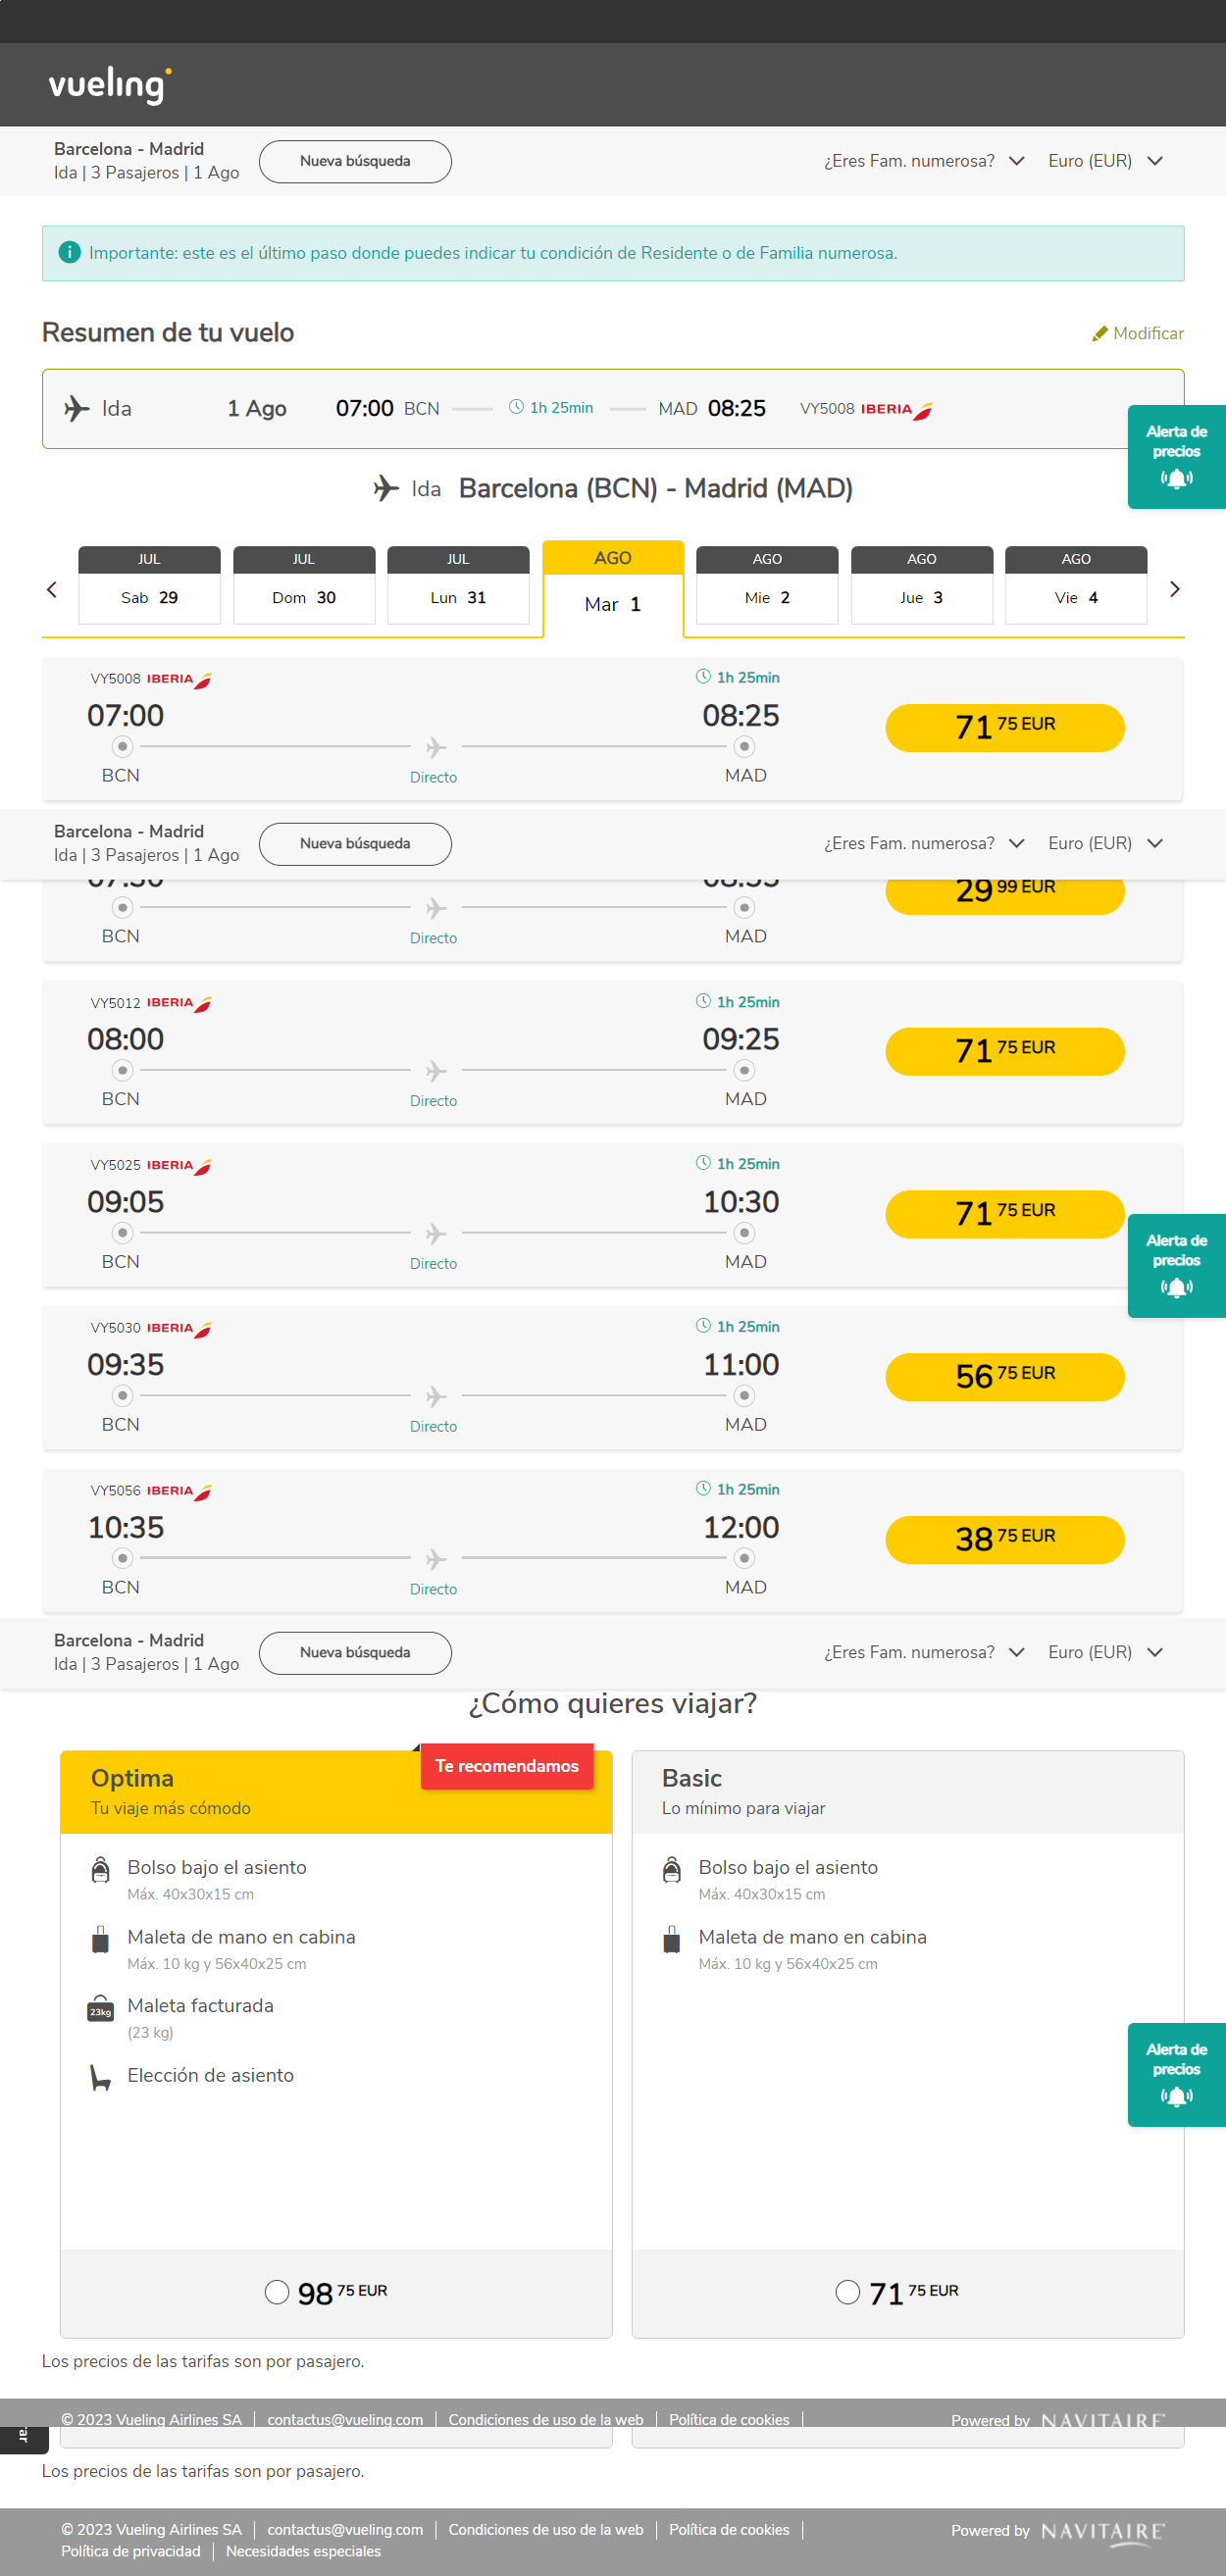 vueling
Barcelona - Madrid
Ida | 3 Pasajeros | 1 Ago
Nueva búsqueda
¿Eres Fam. numerosa?
Euro (EUR)
Importante: este es el último paso donde puedes indicar tu condición de Residente o de Familia numerosa.
Resumen de tu vuelo
Modificar
Ida 1 Ago 07:00 BCN 1h 25min MAD 08:25 VY5008 IBERIA
Alerta de
precios
Ida Barcelona (BCN) - Madrid (MAD)
JUL JUL JUL AGO AGO AGO AGO
Sab 29 Dom 30 Lun 31 Mar 1 Mie 2 Jue 3 Vie 4
VY5008 IBERIA 1h 25min
07:00 08:25 71 75 EUR
BCN Directo MAD
Barcelona - Madrid
Ida | 3 Pasajeros | 1 Ago
Nueva búsqueda
¿Eres Fam. numerosa?
Euro (EUR)
29 99 EUR
BCN Directo MAD
VY5012 IBERIA 1h 25min
08:00 09:25 71 75 EUR
BCN Directo MAD
VY5025 IBERIA 1h 25min
09:05 10:30 71 75 EUR
BCN Directo MAD
Alerta de
precios
VY5030 IBERIA 1h 25min
09:35 11:00 56 75 EUR
BCN Directo MAD
VY5056 IBERIA 1h 25min
10:35 12:00 38 75 EUR
BCN Directo MAD
Barcelona - Madrid
Ida | 3 Pasajeros | 1 Ago
Nueva búsqueda
¿Eres Fam. numerosa?
Euro (EUR)
¿Cómo quieres viajar?
Te recomendamos
Optima
Tu viaje más cómodo
Bolso bajo el asiento
Máx. 40x30x15 cm
Maleta de mano en cabina
Máx. 10 kg y 56x40x25 cm
23kg
Maleta facturada
(23 kg)
Elección de asiento
98 75 EUR
Basic
Lo mínimo para viajar
Bolso bajo el asiento
Máx. 40x30x15 cm
Maleta de mano en cabina
Máx. 10 kg y 56x40x25 cm
71 75 EUR
Alerta de
precios
Los precios de las tarifas son por pasajero.
© 2023 Vueling Airlines SA | contactus@vueling.com | Condiciones de uso de la web | Política de cookies |
Powered by NAVITAIRE
Los precios de las tarifas son por pasajero.
© 2023 Vueling Airlines SA | contactus@vueling.com | Condiciones de uso de la web | Política de cookies |
Política de privacidad | Necesidades especiales
Powered by NAVITAIRE